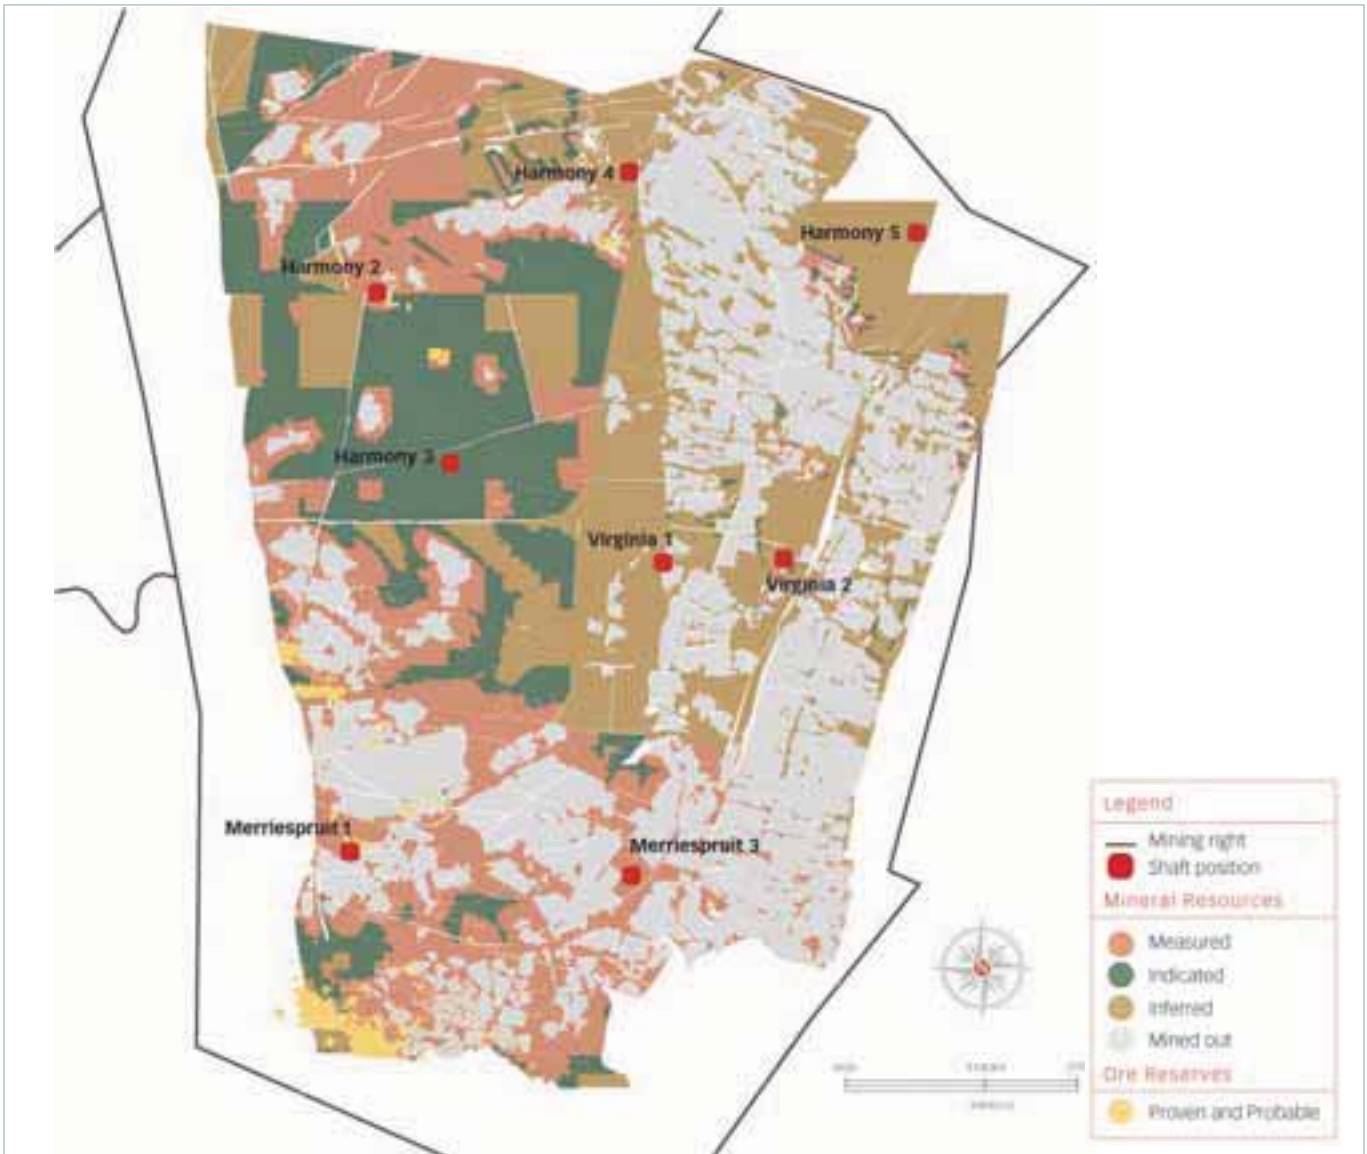 Harmony 4
Harmony 5
Harmony 2
Harmony 3
Virginia 1
Virginia 2
Merriespruit 1
Merriespruit 3
Legend
Mining right
Shaft position
Mineral Resources
Measured
Indicated
Inferred
Mined out
Ore Reserves
Proven and Probable